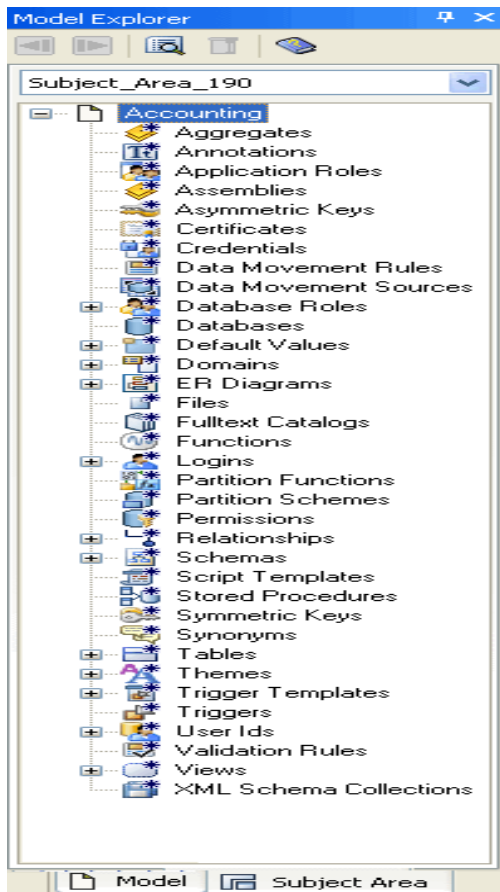 Model Explorer
Subject_Area_190
Accounting
Aggregates
Annotations
Application Roles
Assemblies
Asymmetric Keys
Certificates
Credentials
Data Movement Rules
Data Movement Sources
Database Roles
Databases
Default Values
Domains
ER Diagrams
Files
Fulltext Catalogs
Functions
Logins
Partition Functions
Partition Schemes
Permissions
Relationships
Schemas
Script Templates
Stored Procedures
Symmetric Keys
Synonyms
Tables
Themes
Trigger Templates
Triggers
User Ids
Validation Rules
Views
XML Schema Collections
Model Subject Area